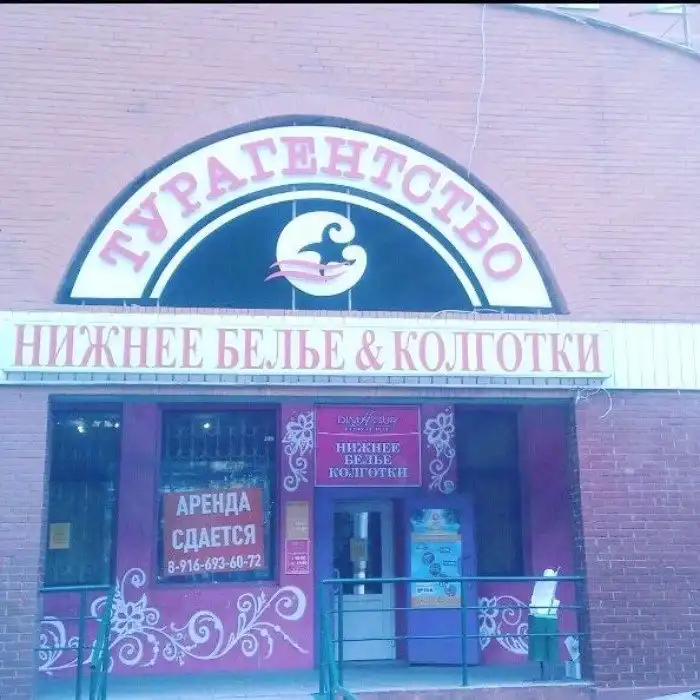 ТУРАГЕНТСТВО
НИЖНЕЕ БЕЛЬЕ & КОЛГОТКИ
НИЖНЕЕ
БЕЛЬЕ
КОЛГОТКИ
АРЕНДА
СДАЕТСЯ
8-916-693-60-72